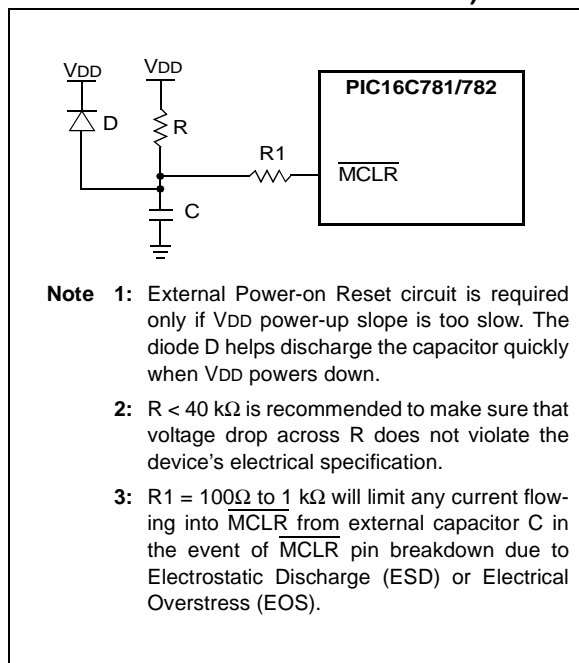 VDD VDD
PIC16C781/782
D
R
R1
MCLR
C
Note 1: External Power-on Reset circuit is required
only if VDD power-up slope is too slow. The
diode D helps discharge the capacitor quickly
when VDD powers down.
2: R < 40 kΩ is recommended to make sure that
voltage drop across R does not violate the
device's electrical specification.
3: R1 = 100Ω to 1 kΩ will limit any current flow-
ing into MCLR from external capacitor C in
the event of MCLR pin breakdown due to
Electrostatic Discharge (ESD) or Electrical
Overstress (EOS).